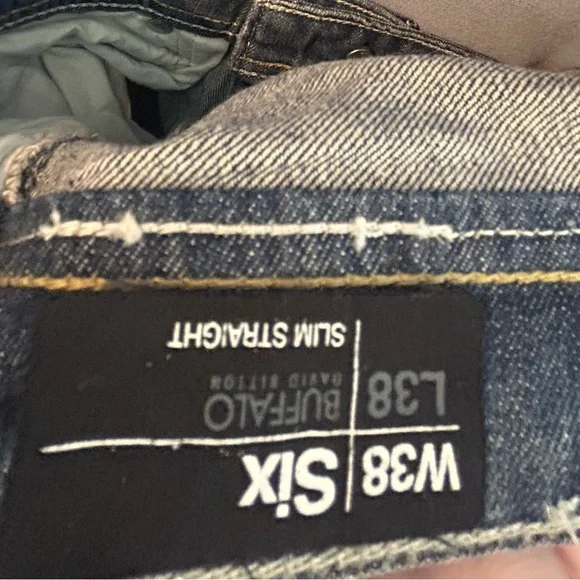 W38 Six
L38 BUFFALO
DAVID BITTON
SLIM STRAIGHT